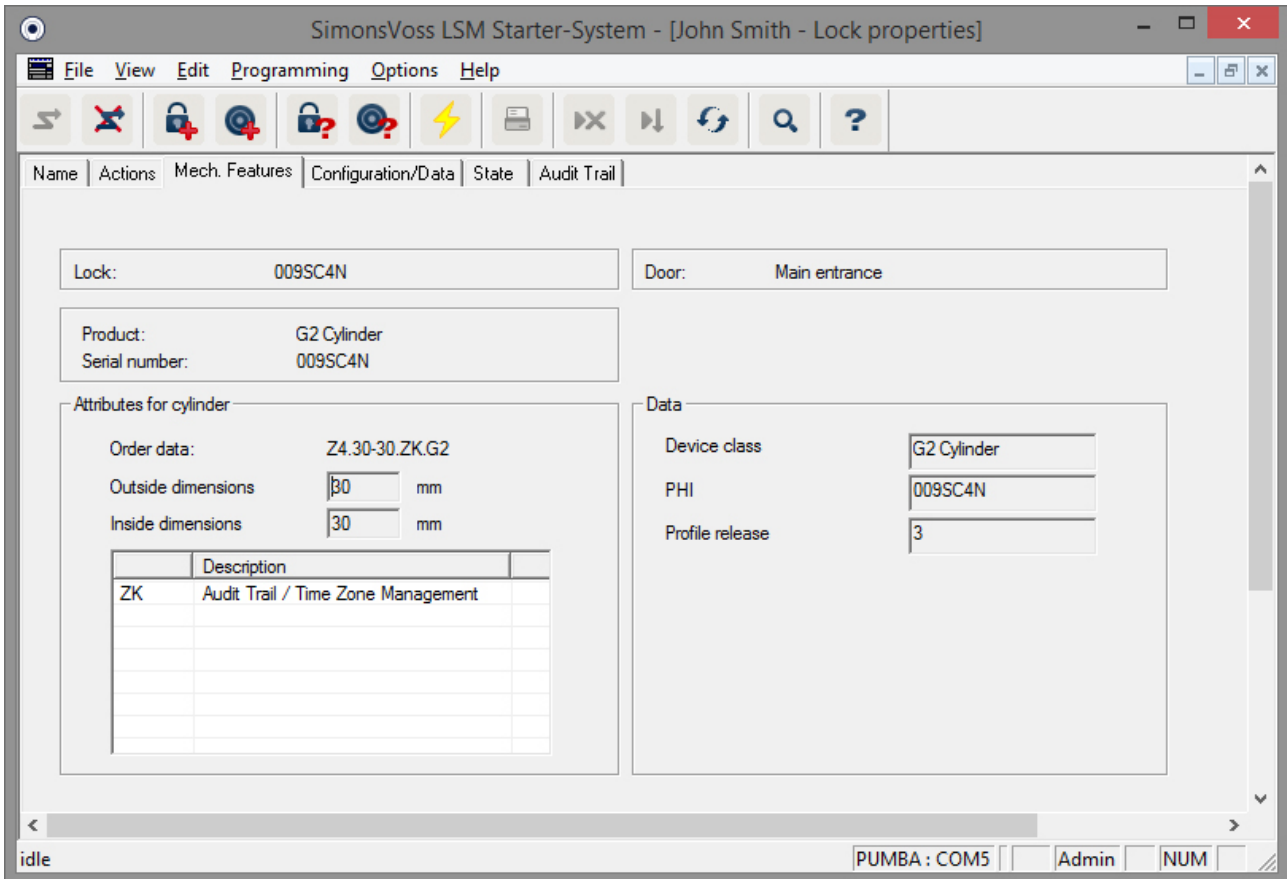 SimonsVoss LSM Starter-System - [John Smith - Lock properties]
File View Edit Programming Options Help
Name Actions Mech. Features Configuration/Data State Audit Trail
Lock: 009SC4N
Door: Main entrance
Product: G2 Cylinder
Serial number: 009SC4N
Attributes for cylinder
Order data: Z4.30-30.ZK.G2
Outside dimensions 30 mm
Inside dimensions 30 mm
Description
ZK Audit Trail / Time Zone Management
Data
Device class G2 Cylinder
PHI 009SC4N
Profile release 3
idle PUMBA : COM5 Admin NUM